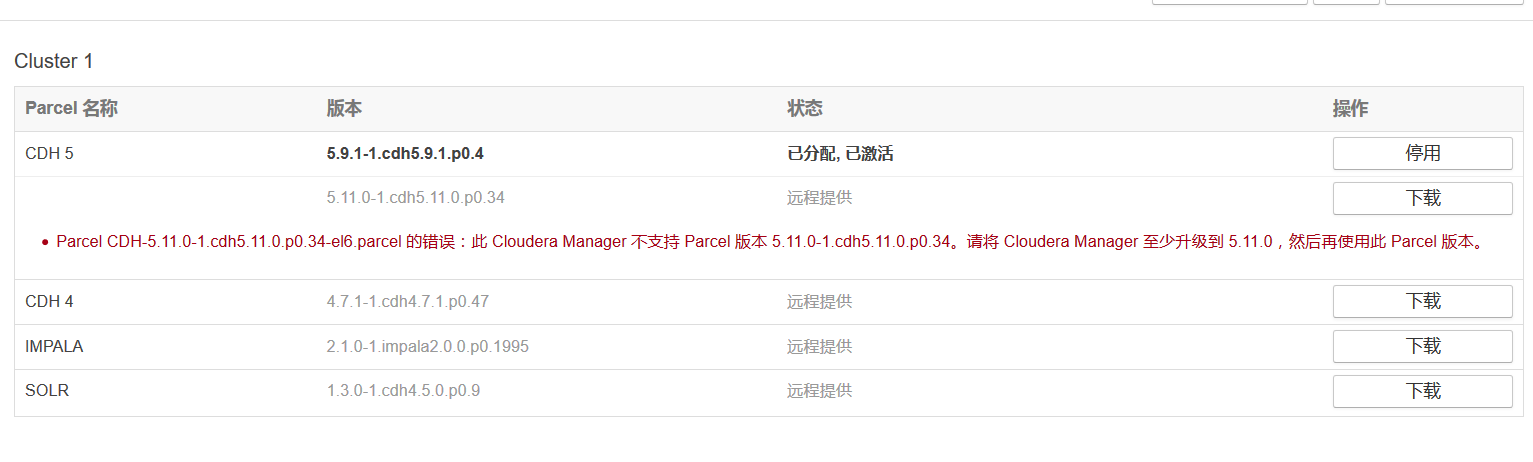 Cluster 1
Parcel 名称 版本 状态 操作
CDH 5 5.9.1-1.cdh5.9.1.p0.4 已分配, 已激活 停用
5.11.0-1.cdh5.11.0.p0.34 远程提供 下载
Parcel CDH-5.11.0-1.cdh5.11.0.p0.34-el6.parcel 的错误：此 Cloudera Manager 不支持 Parcel 版本 5.11.0-1.cdh5.11.0.p0.34。请将 Cloudera Manager 至少升级到 5.11.0，然后再使用此 Parcel 版本。
CDH 4 4.7.1-1.cdh4.7.1.p0.47 远程提供 下载
IMPALA 2.1.0-1.impala2.0.0.p0.1995 远程提供 下载
SOLR 1.3.0-1.cdh4.5.0.p0.9 远程提供 下载